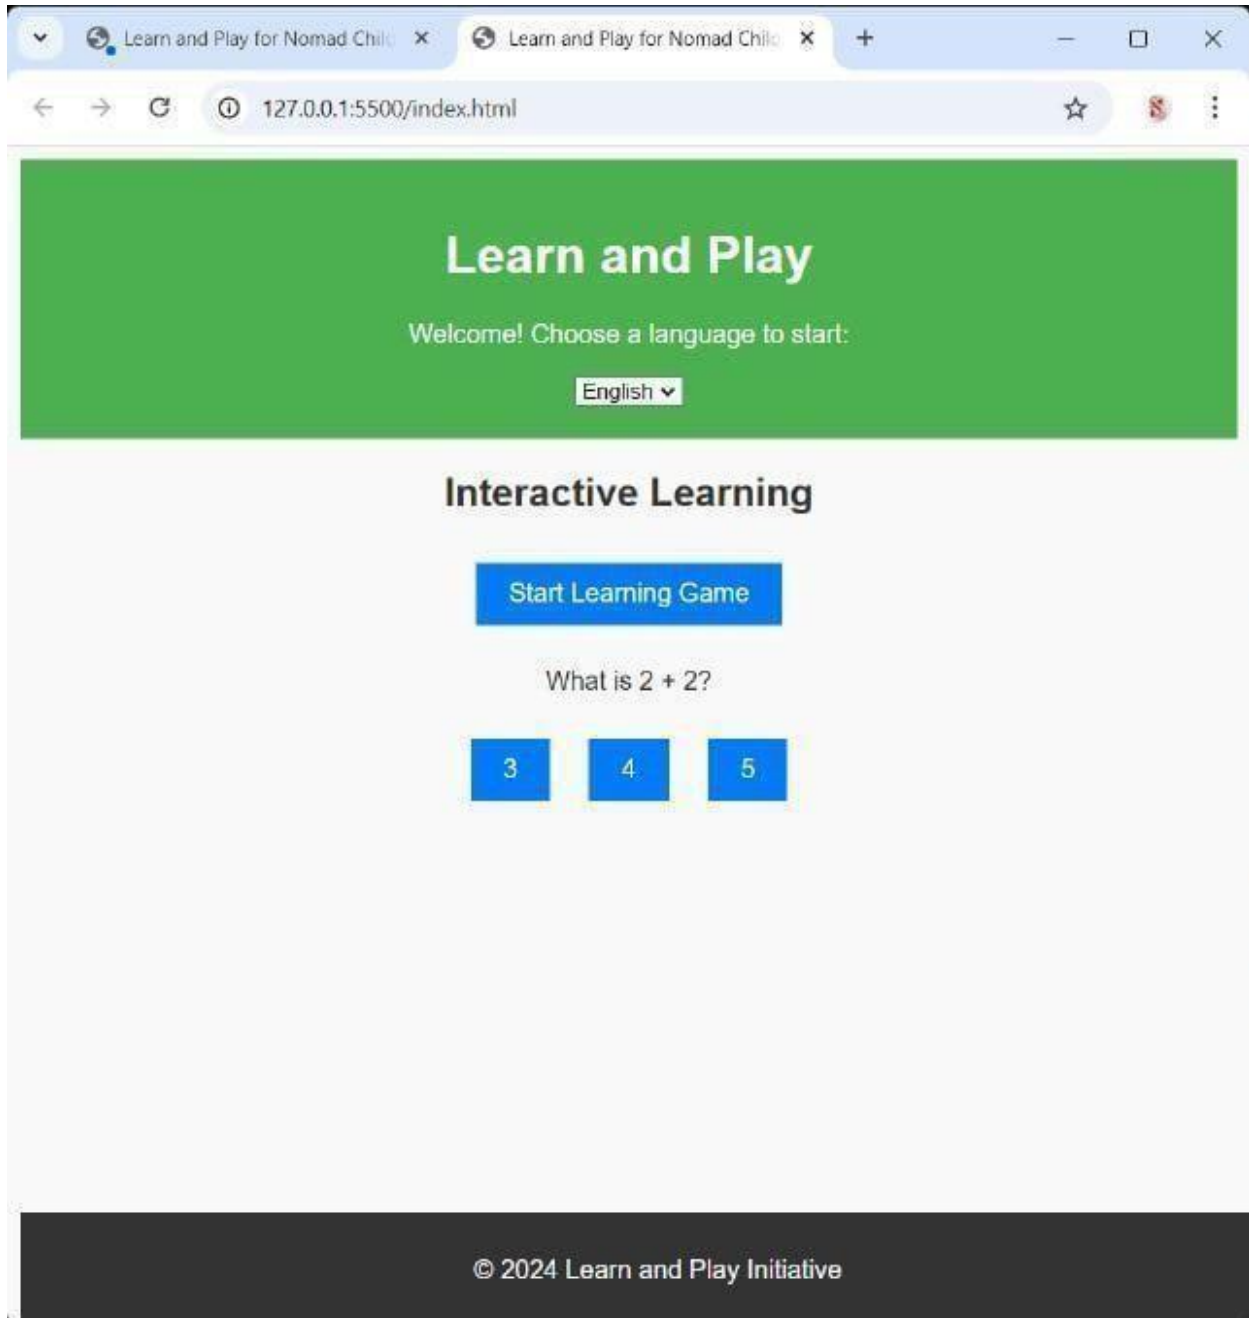 Learn and Play for Nomad Chil
Learn and Play for Nomad Chil
127.0.0.1:5500/index.html
Learn and Play
Welcome! Choose a language to start:
English
Interactive Learning
Start Learning Game
What is 2 + 2?
3 4 5
© 2024 Learn and Play Initiative